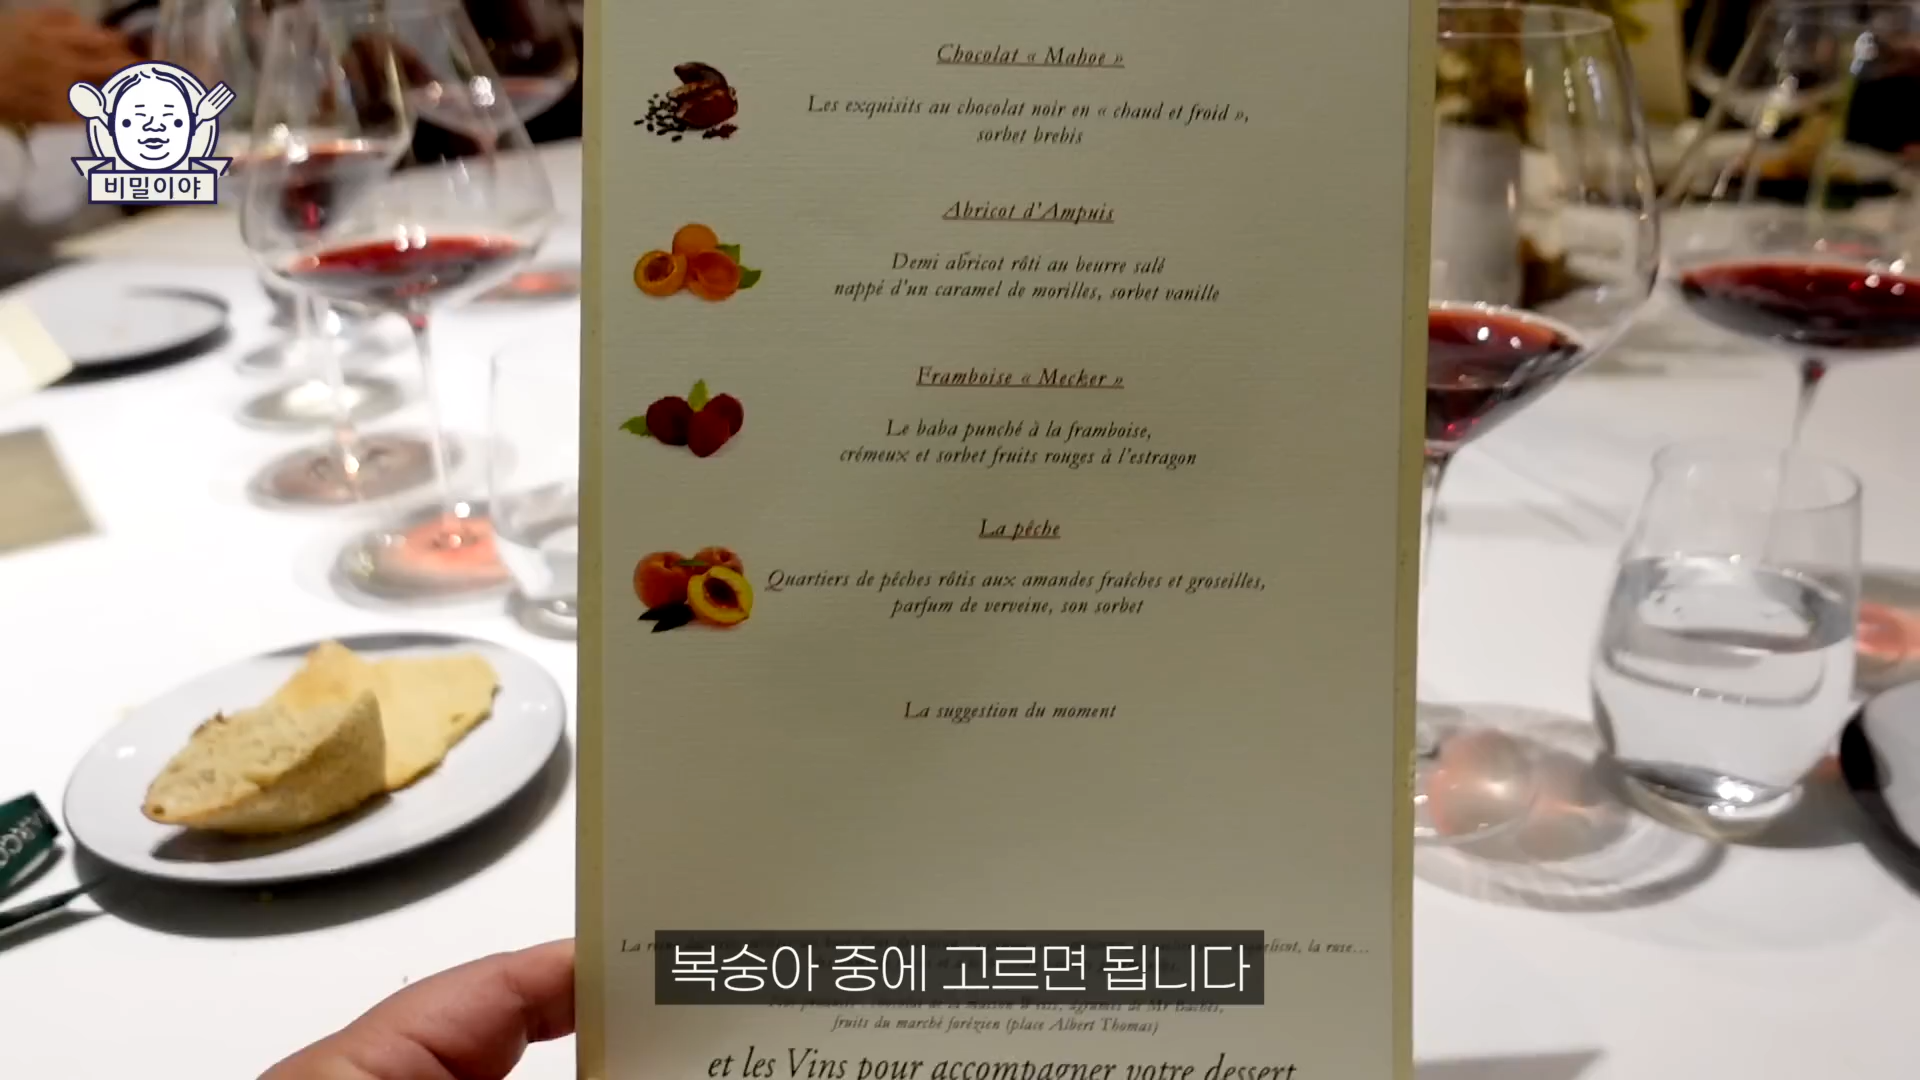 비밀이야
Chocolat « Mahoe »
Les exquisits au chocolat noir en « chaud et froid »,
sorbet brebis
Abricot d'Ampuis
Demi abricot rôti au beurre salé
nappé d'un caramel de morilles, sorbet vanille
Framboise « Mecker »
Le baba punché à la framboise,
crémeux et sorbet fruits rouges à l'estragon
La pêche
Quartiers de pêches rôtis aux amandes fraîches et groseilles,
parfum de verveine, son sorbet
La suggestion du moment
La la rose...
복숭아 중에 고르면 됩니다
fruits du marché forézien (place Albert Thomas)
et les Vins pour accompagner votre dessert